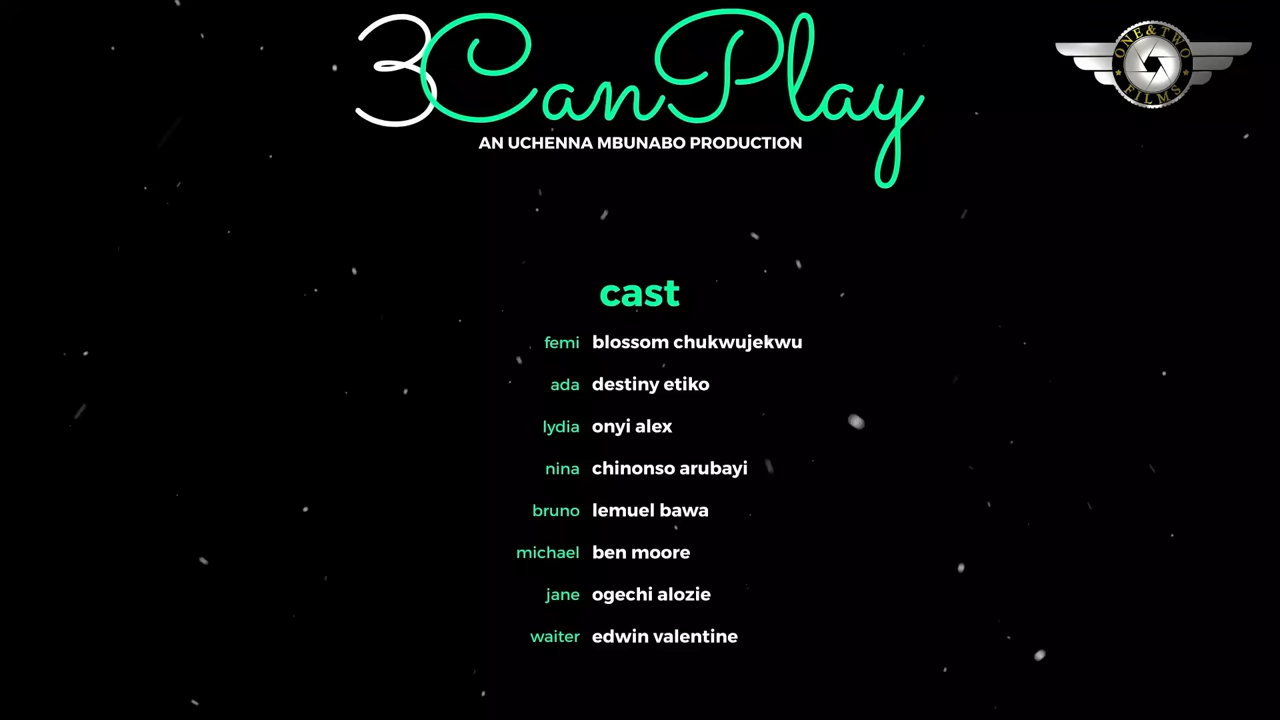 3CanPlay
AN UCHENNA MBUNABO PRODUCTION
ONE&TWO
FILMS
cast
femi blossom chukwujekwu
ada destiny etiko
lydia onyi alex
nina chinonso arubayi
bruno lemuel bawa
michael ben moore
jane ogechi alozie
waiter edwin valentine